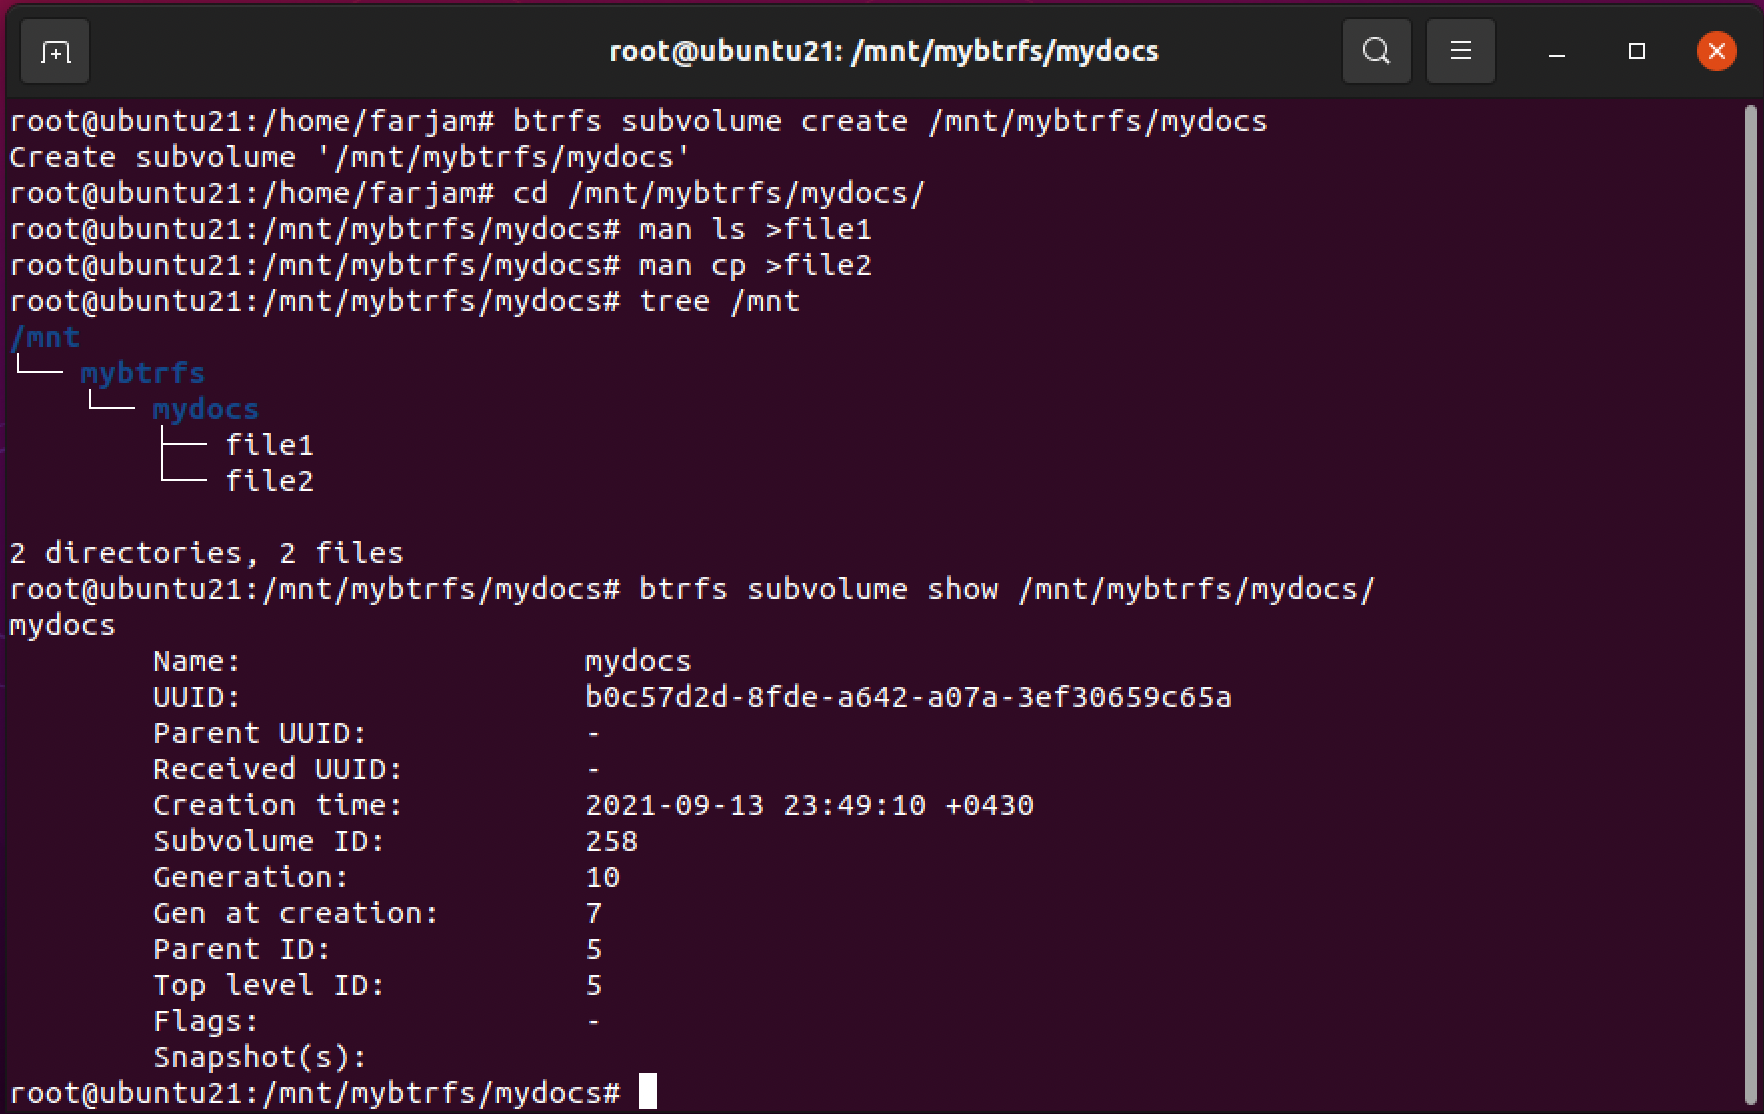 root@ubuntu21: /mnt/mybtrfs/mydocs
root@ubuntu21:/home/farjam# btrfs subvolume create /mnt/mybtrfs/mydocs
Create subvolume '/mnt/mybtrfs/mydocs'
root@ubuntu21:/home/farjam# cd /mnt/mybtrfs/mydocs/
root@ubuntu21:/mnt/mybtrfs/mydocs# man ls >file1
root@ubuntu21:/mnt/mybtrfs/mydocs# man cp >file2
root@ubuntu21:/mnt/mybtrfs/mydocs# tree /mnt
/mnt
└── mybtrfs
    └── mydocs
        ├── file1
        └── file2

2 directories, 2 files
root@ubuntu21:/mnt/mybtrfs/mydocs# btrfs subvolume show /mnt/mybtrfs/mydocs/
mydocs
        Name:                   mydocs
        UUID:                   b0c57d2d-8fde-a642-a07a-3ef30659c65a
        Parent UUID:            -
        Received UUID:          -
        Creation time:          2021-09-13 23:49:10 +0430
        Subvolume ID:           258
        Generation:             10
        Gen at creation:        7
        Parent ID:              5
        Top level ID:           5
        Flags:                  -
        Snapshot(s):
root@ubuntu21:/mnt/mybtrfs/mydocs#